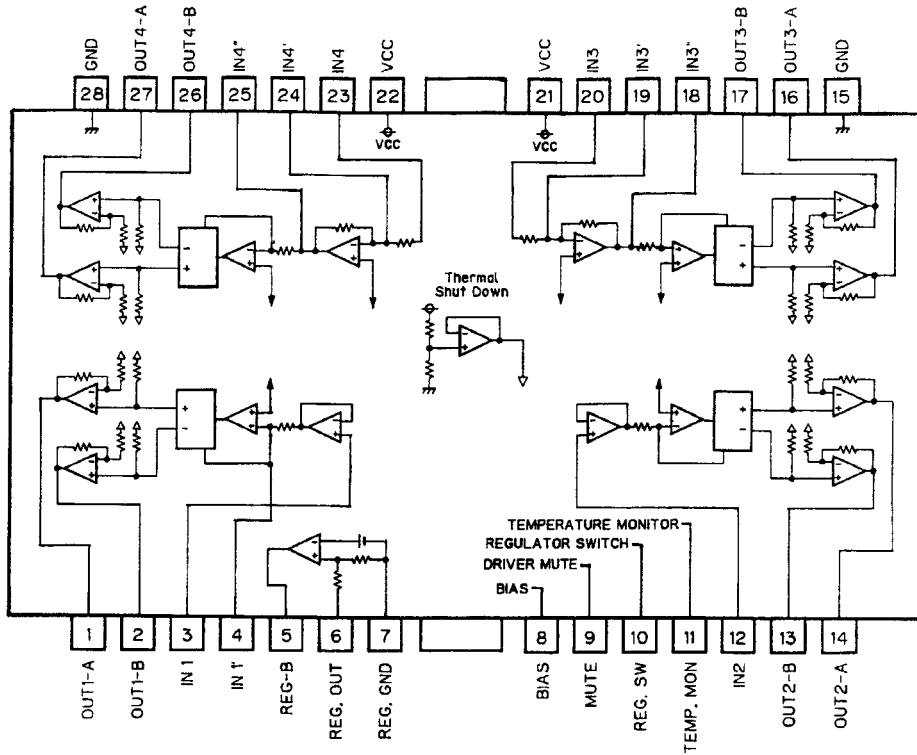 GND
OUT4-A
OUT4-B
IN4"
IN4'
IN4
VCC
VCC
IN3
IN3'
IN3"
OUT3-B
OUT3-A
GND
28
27
26
25
24
23
22
21
20
19
18
17
16
15
VCC
VCC
Thermal
Shut Down
TEMPERATURE MONITOR
REGULATOR SWITCH
DRIVER MUTE
BIAS
1
2
3
4
5
6
7
8
9
10
11
12
13
14
OUT1-A
OUT1-B
IN 1
IN 1'
REG-B
REG. OUT
REG. GND
BIAS
MUTE
REG. SW
TEMP. MON
IN2
OUT2-B
OUT2-A